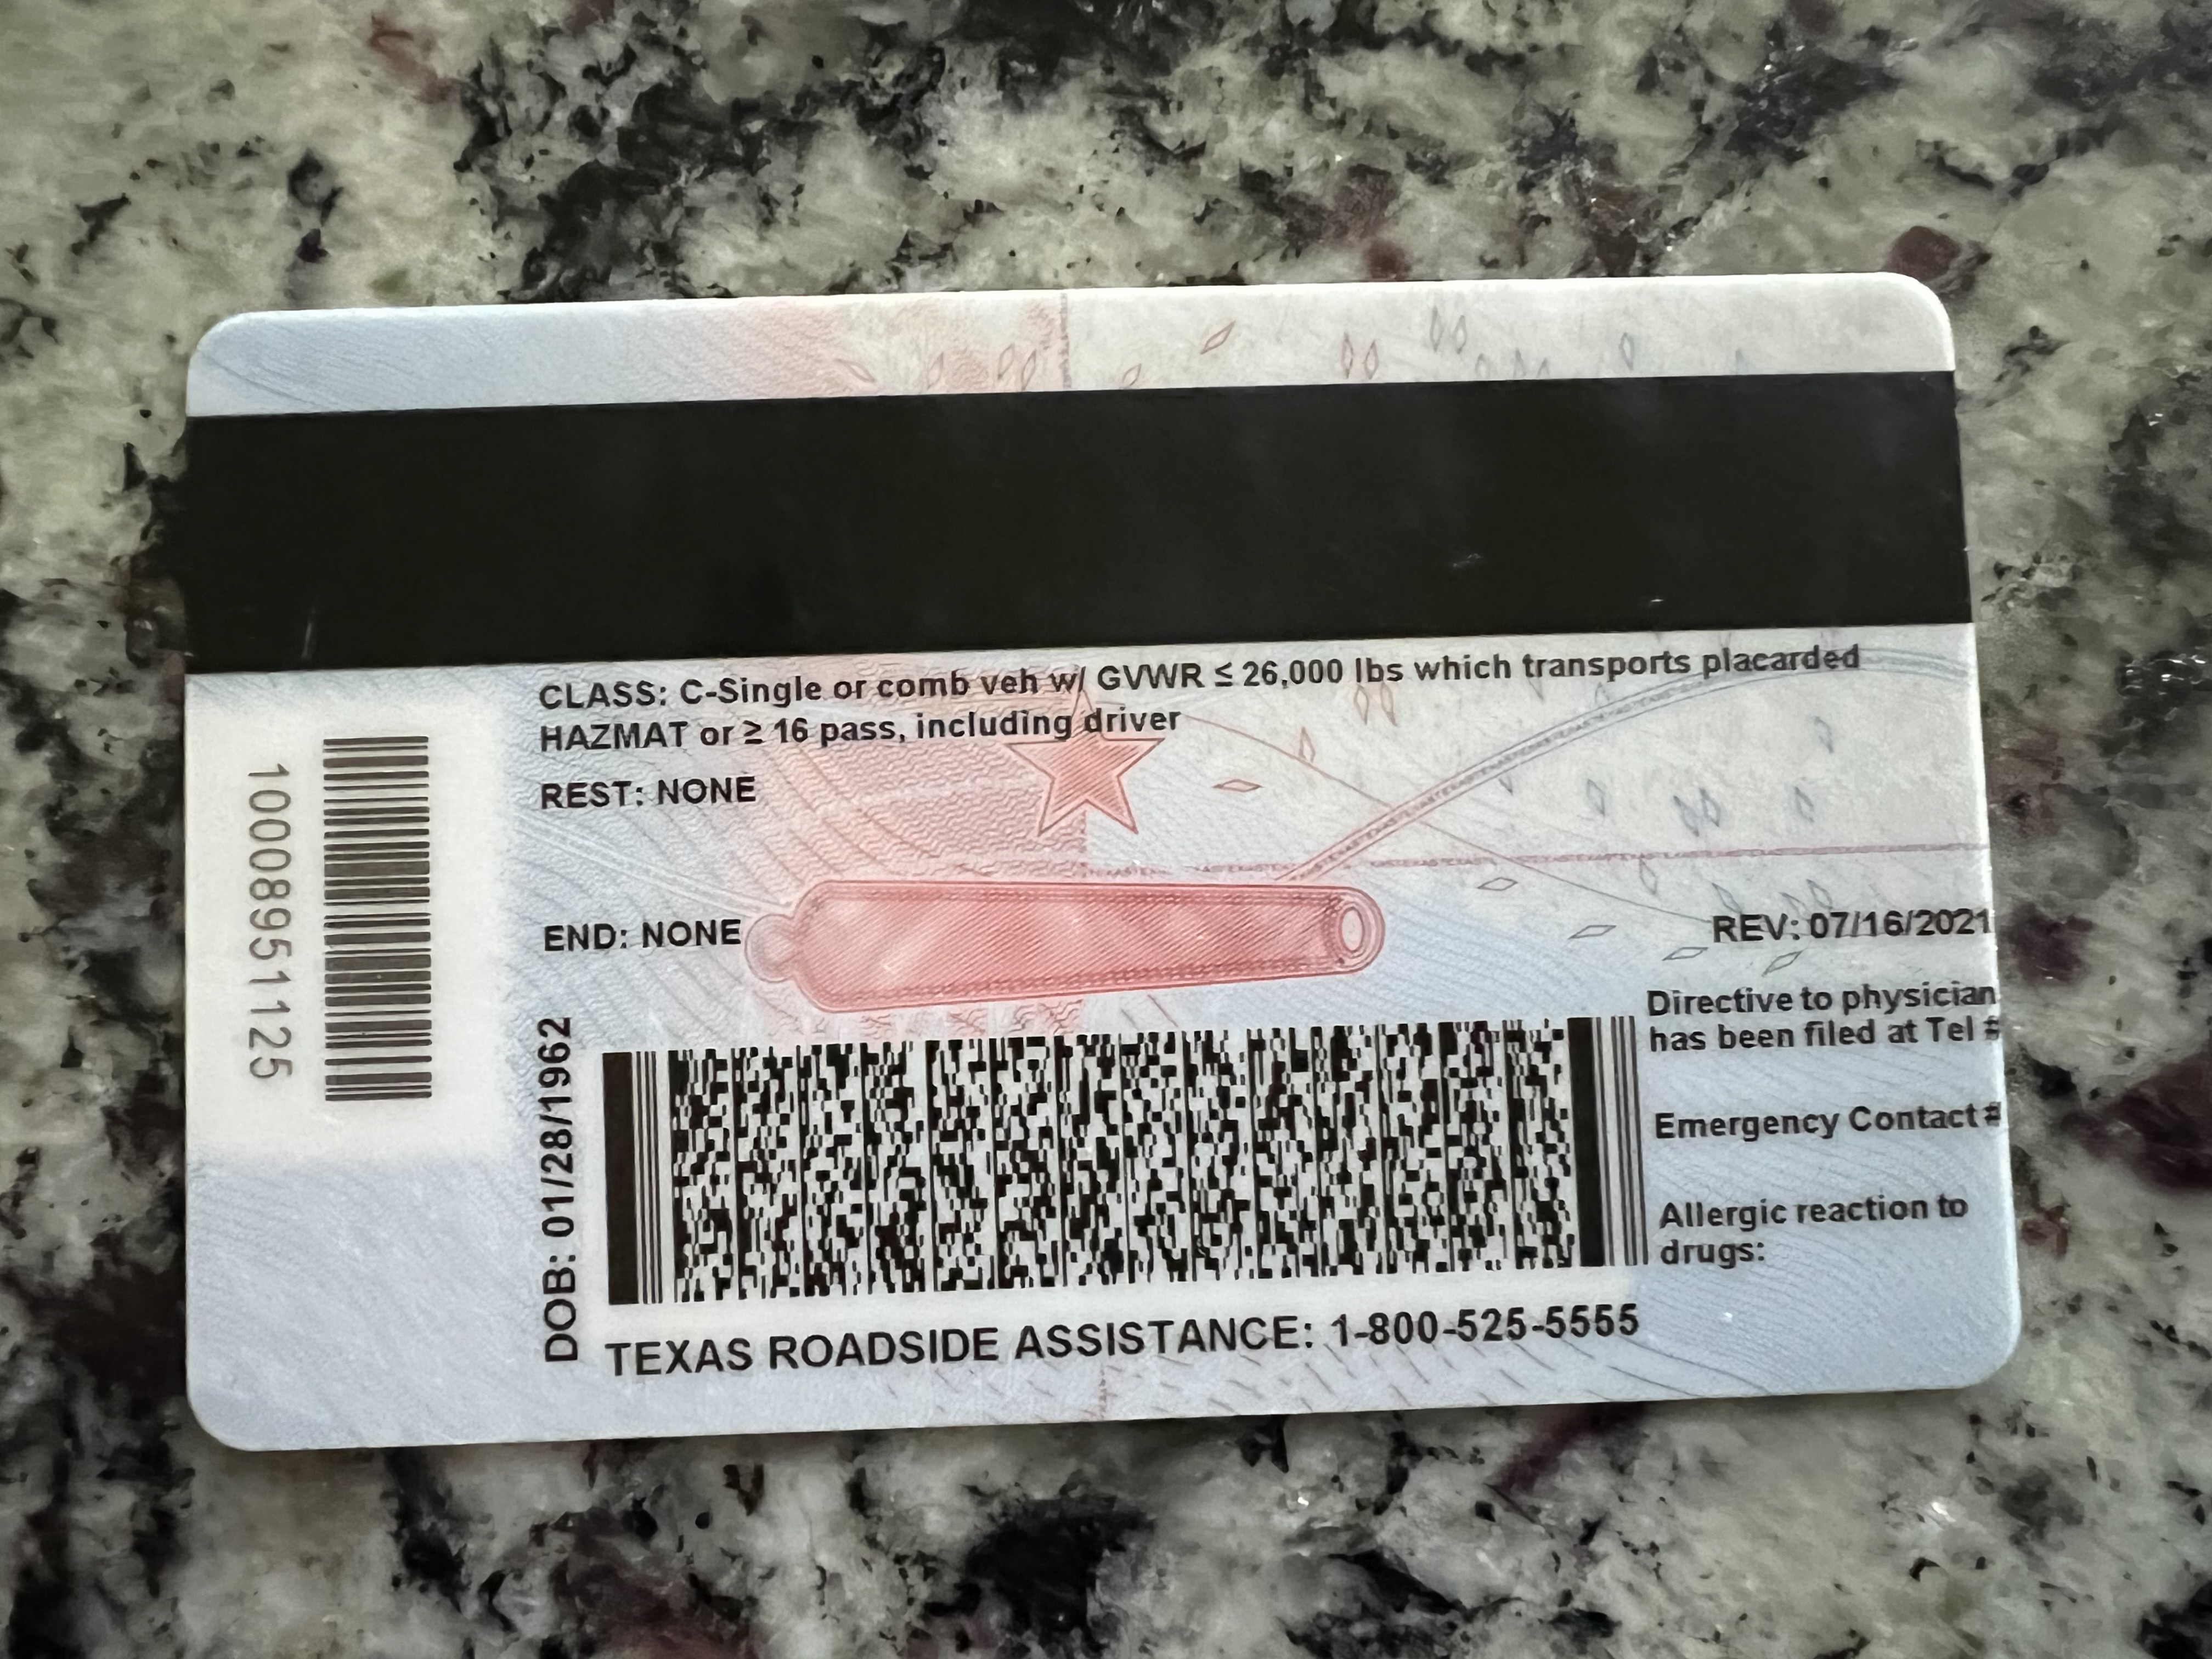 CLASS: C-Single or comb veh w/ GVWR ≤ 26,000 lbs which transports placarded
HAZMAT or ≥ 16 pass, including driver
REST: NONE
END: NONE
REV: 07/16/2021
Directive to physician
has been filed at Tel #
Emergency Contact#
Allergic reaction to
drugs:
DOB: 01/28/1962
TEXAS ROADSIDE ASSISTANCE: 1-800-525-5555
10008951125